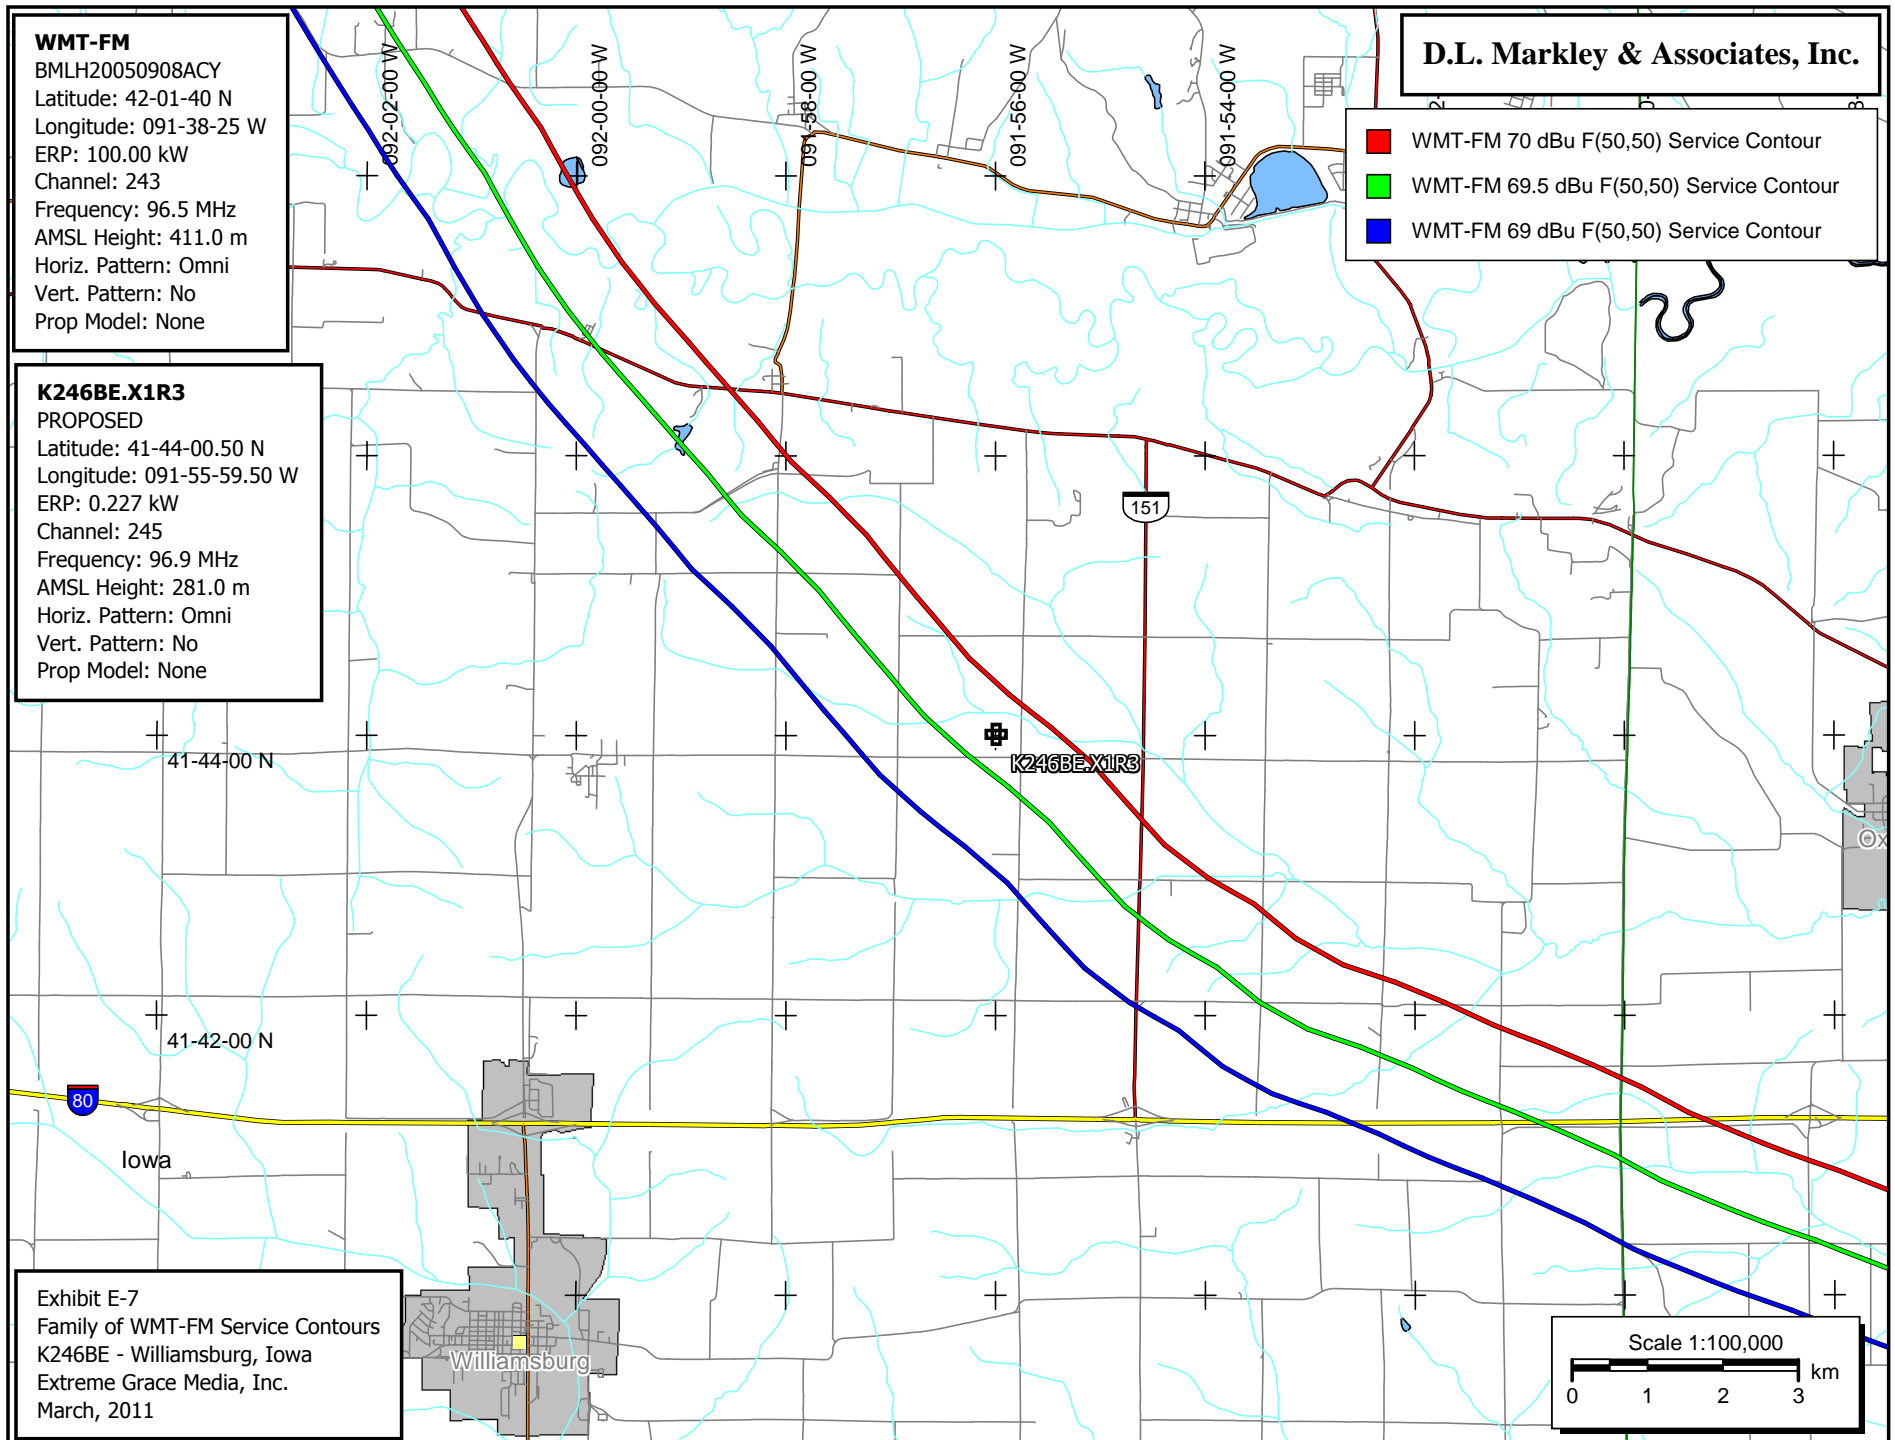 WMT-FM
BMLH20050908ACY
Latitude: 42-01-40 N
Longitude: 091-38-25 W
ERP: 100.00 kW
Channel: 243
Frequency: 96.5 MHz
AMSL Height: 411.0 m
Horiz. Pattern: Omni
Vert. Pattern: No
Prop Model: None
K246BE.X1R3
PROPOSED
Latitude: 41-44-00.50 N
Longitude: 091-55-59.50 W
ERP: 0.227 kW
Channel: 245
Frequency: 96.9 MHz
AMSL Height: 281.0 m
Horiz. Pattern: Omni
Vert. Pattern: No
Prop Model: None
092-02-00 W
092-00-00 W
091-58-00 W
091-56-00 W
091-54-00 W
D.L. Markley & Associates, Inc.
WMT-FM 70 dBu F(50,50) Service Contour
WMT-FM 69.5 dBu F(50,50) Service Contour
WMT-FM 69 dBu F(50,50) Service Contour
151
K246BE.X1R3
41-44-00 N
Ox
41-42-00 N
80
Iowa
Williamsburg
Exhibit E-7
Family of WMT-FM Service Contours
K246BE - Williamsburg, Iowa
Extreme Grace Media, Inc.
March, 2011
Scale 1:100,000
km
0 1 2 3